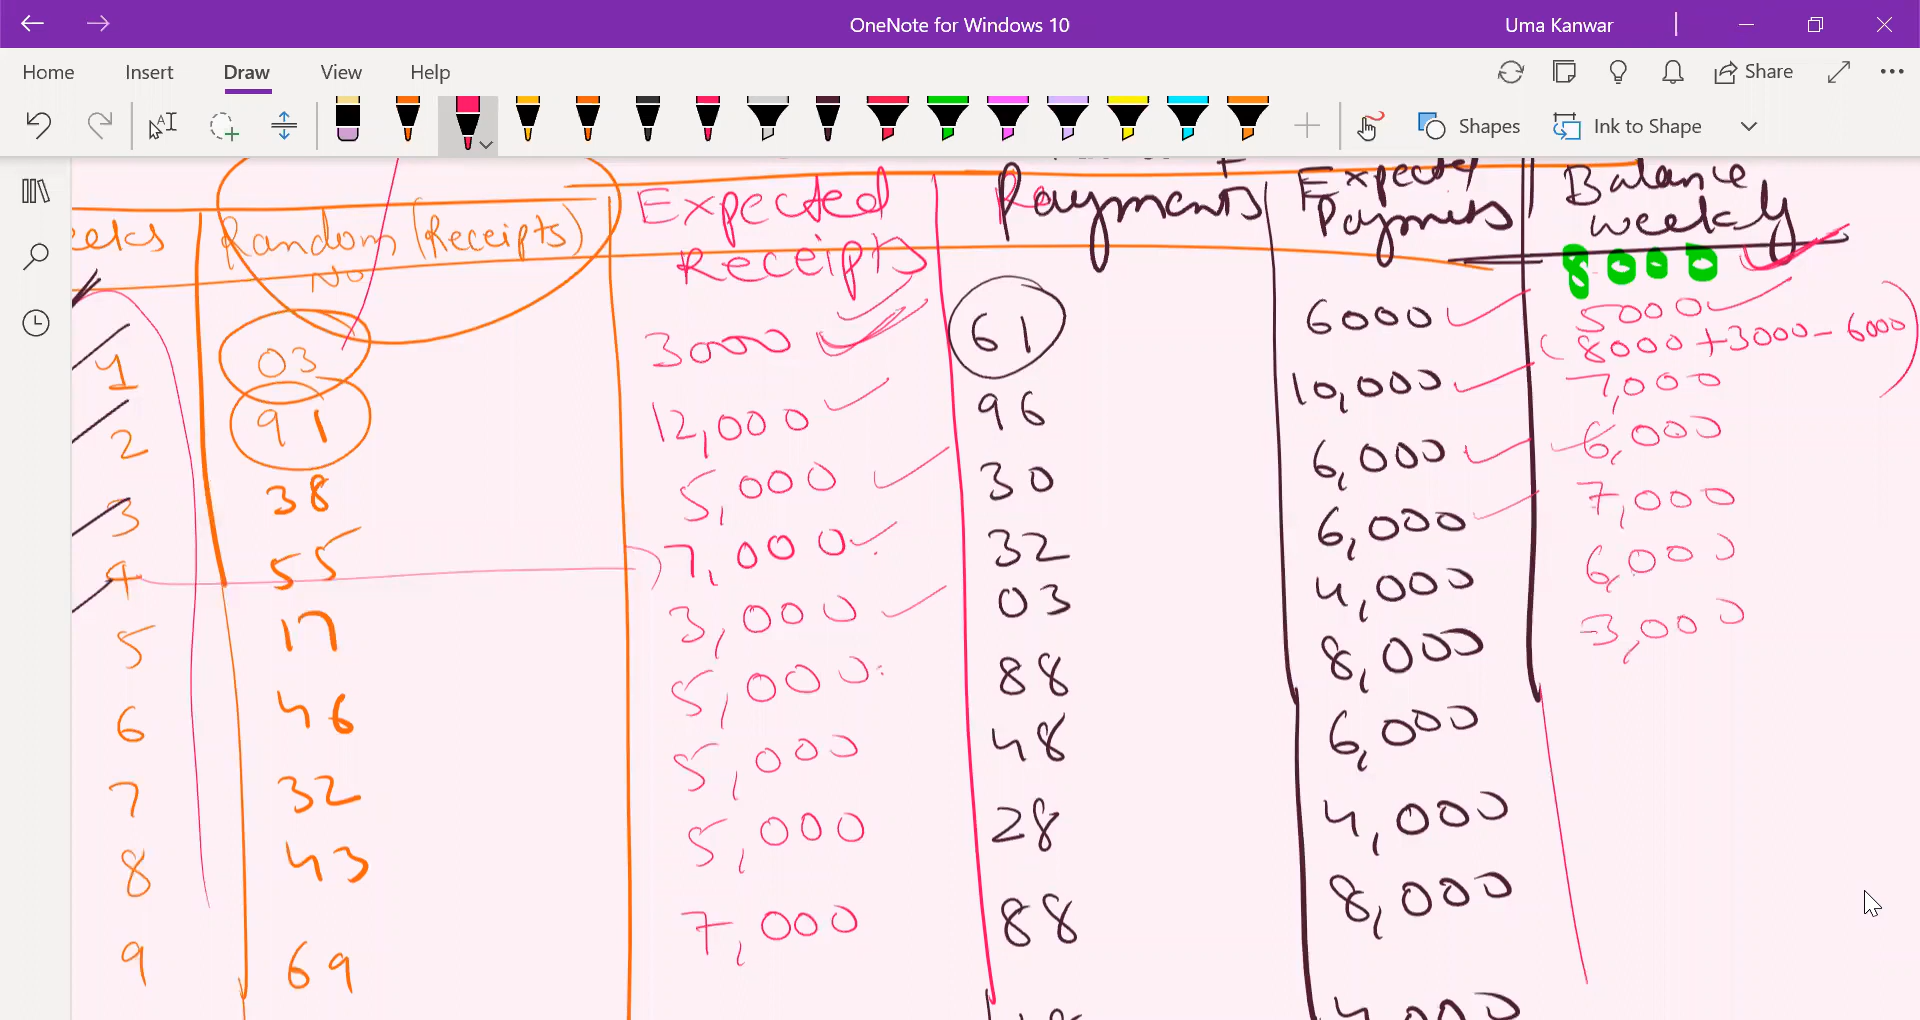 OneNote for Windows 10
Uma Kanwar
Home Insert Draw View Help
Share
Shapes
Ink to Shape
eeks Random (Receipts) No Expected Receipts Payments Expected Payments Balance weekly
8000
1 03 3000 61 6000 5000
(8000 + 3000 - 6000)
2 91 12,000 96 10,000 7,000
3 38 5,000 30 6,000 6,000
4 55 7,000 32 6,000 7,000
5 17 3,000 03 4,000 6,000
6 46 5,000 88 8,000 3,000
7 32 5,000 48 6,000
8 43 5,000 28 4,000
9 69 7,000 88 8,000